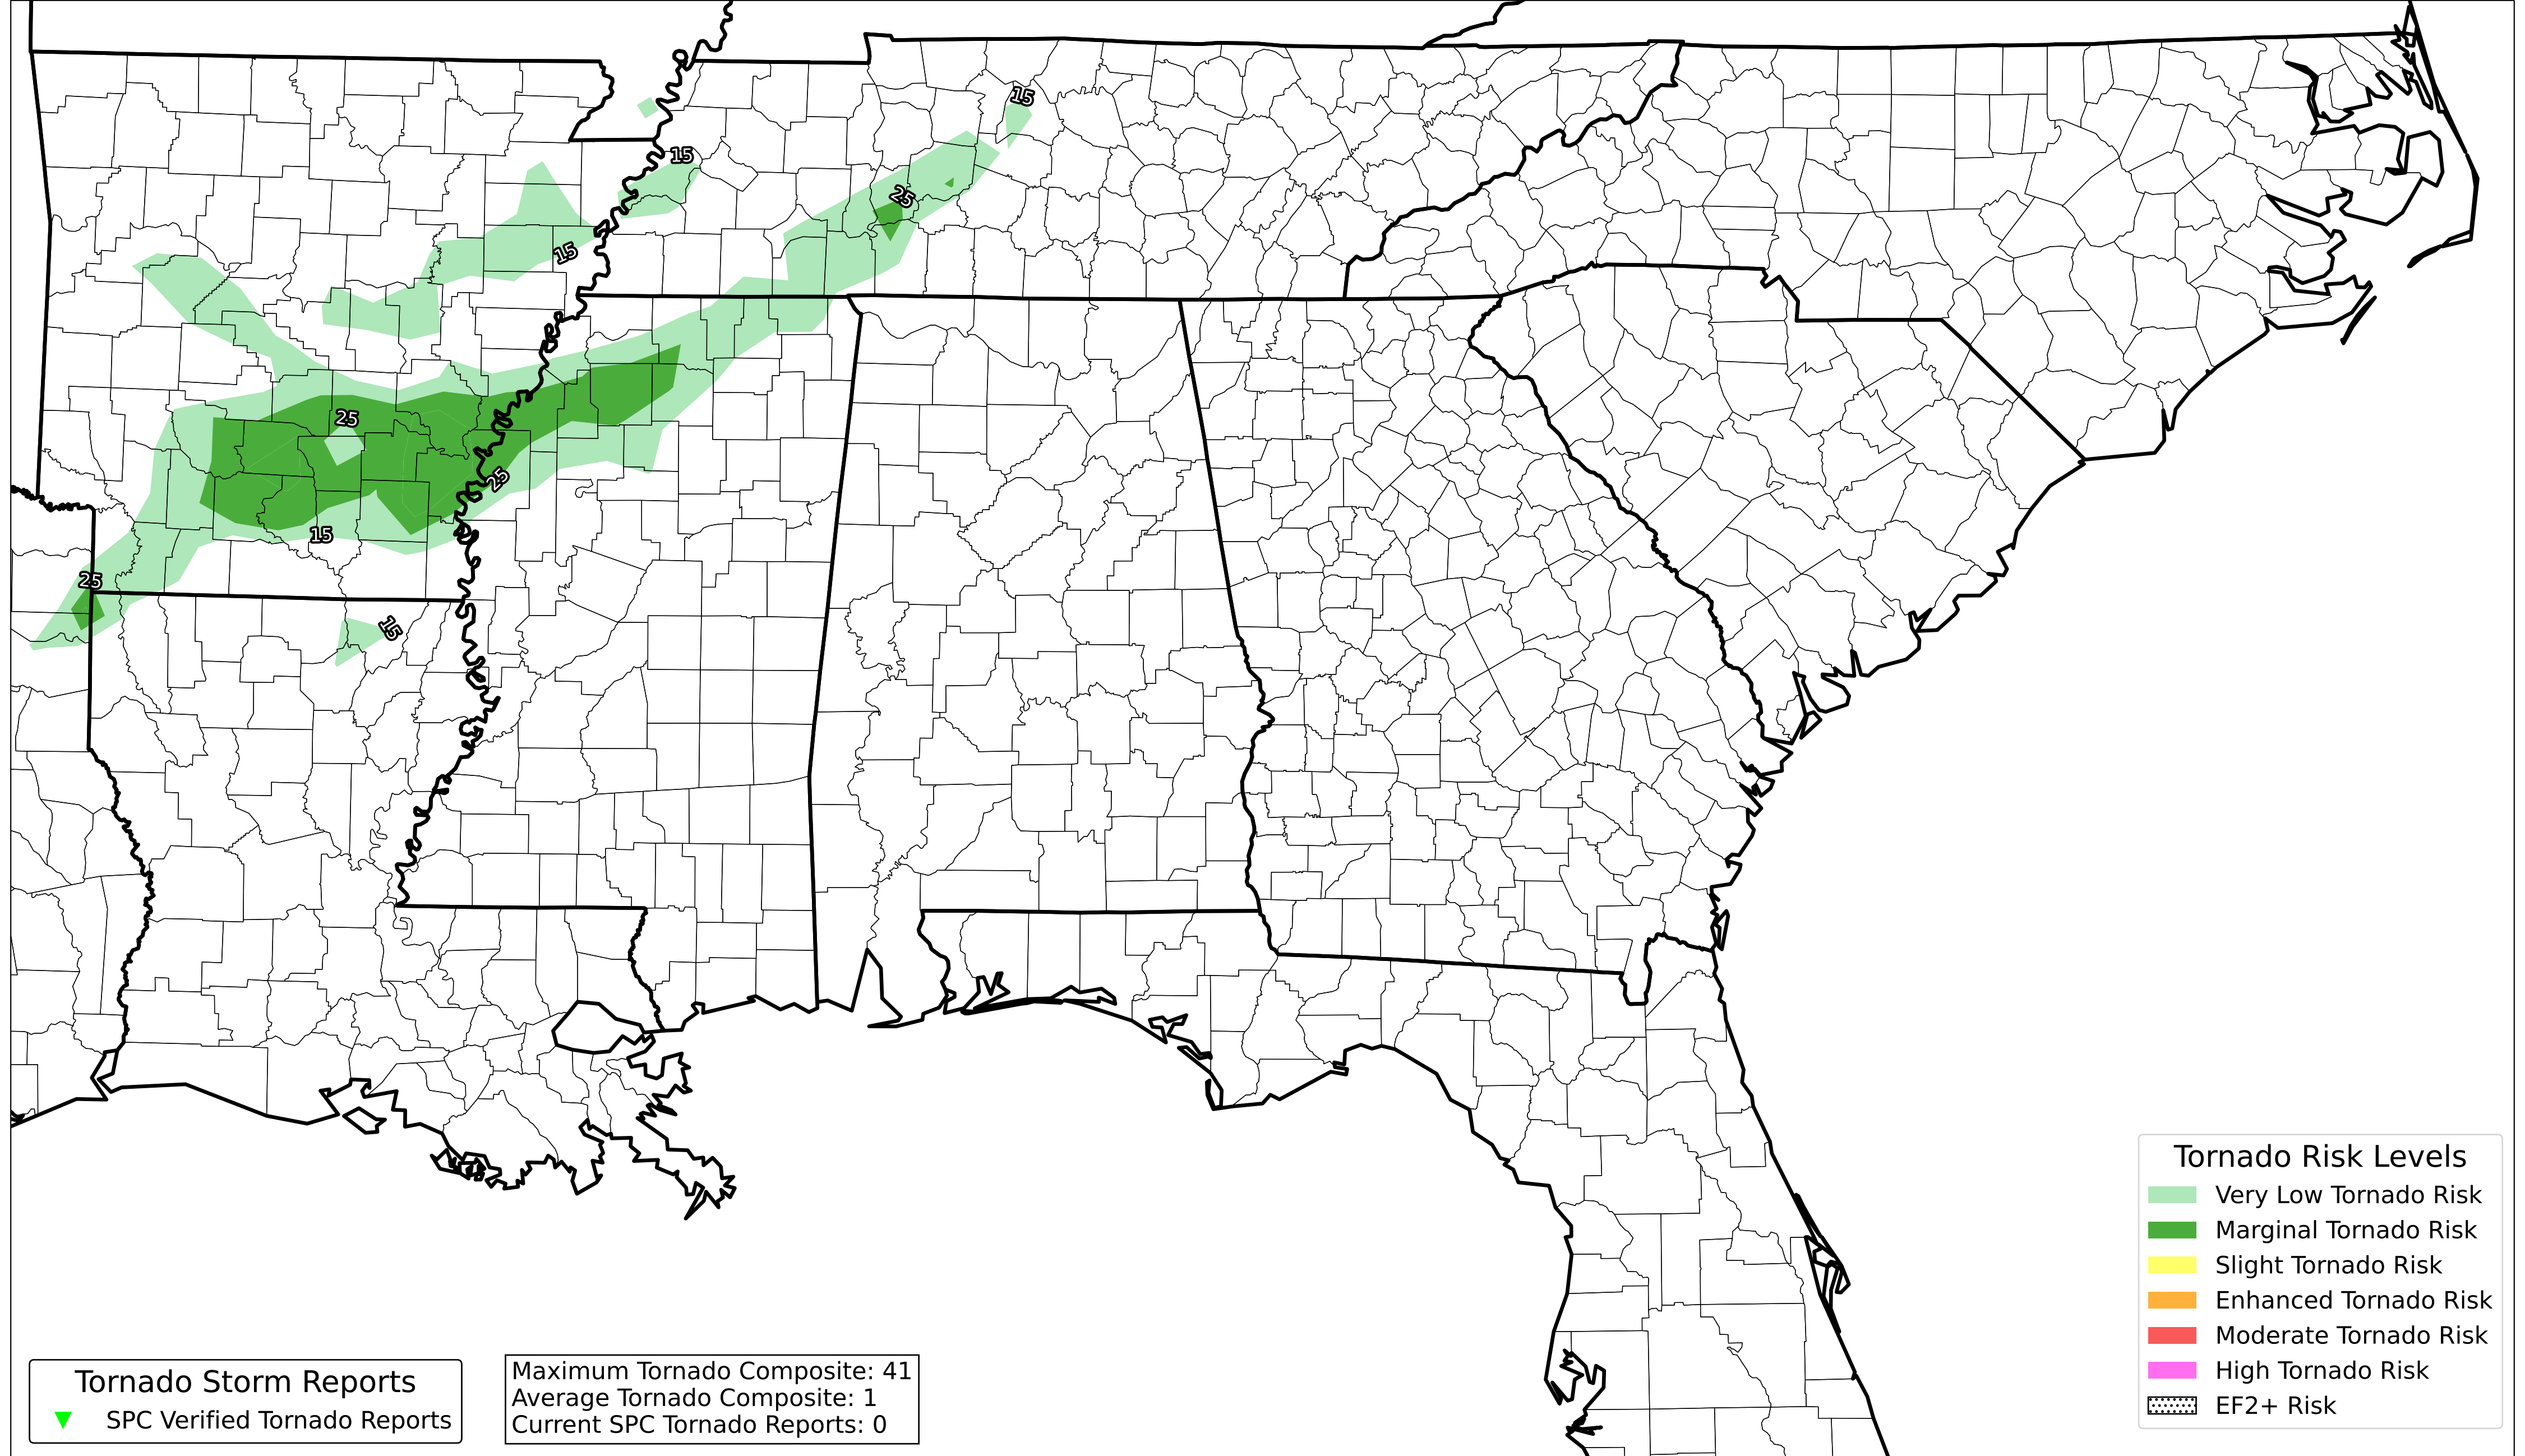 15
15
25
15
25
25
15
25
15
Tornado Risk Levels
Very Low Tornado Risk
Marginal Tornado Risk
Slight Tornado Risk
Enhanced Tornado Risk
Moderate Tornado Risk
High Tornado Risk
EF2+ Risk
Tornado Storm Reports
SPC Verified Tornado Reports
Maximum Tornado Composite: 41
Average Tornado Composite: 1
Current SPC Tornado Reports: 0